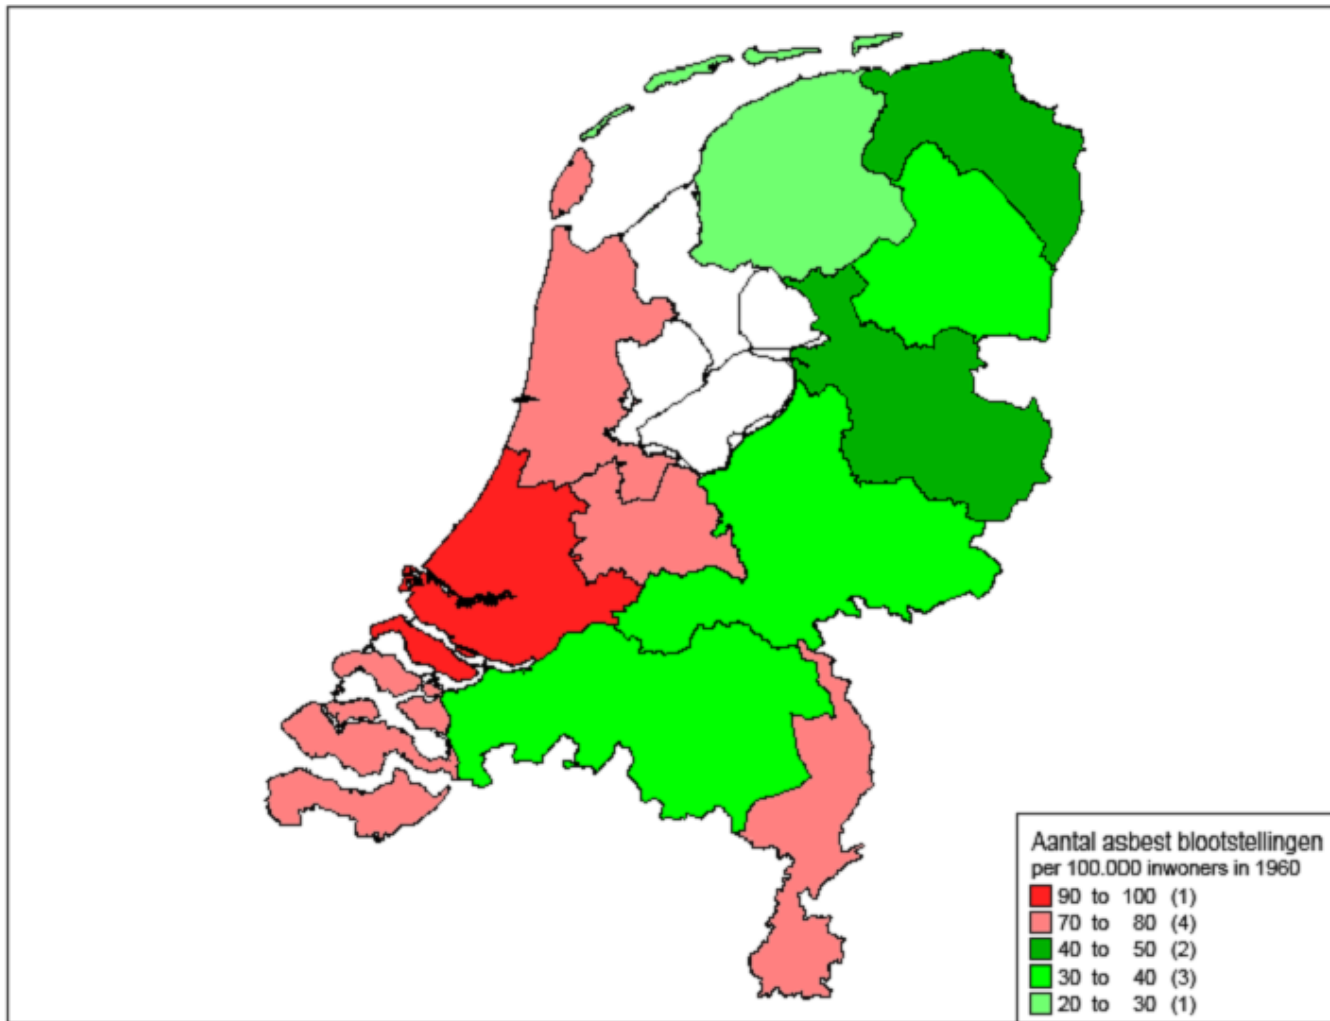 Aantal asbest blootstellingen
per 100.000 inwoners in 1960
90 to 100 (1)
70 to 80 (4)
40 to 50 (2)
30 to 40 (3)
20 to 30 (1)